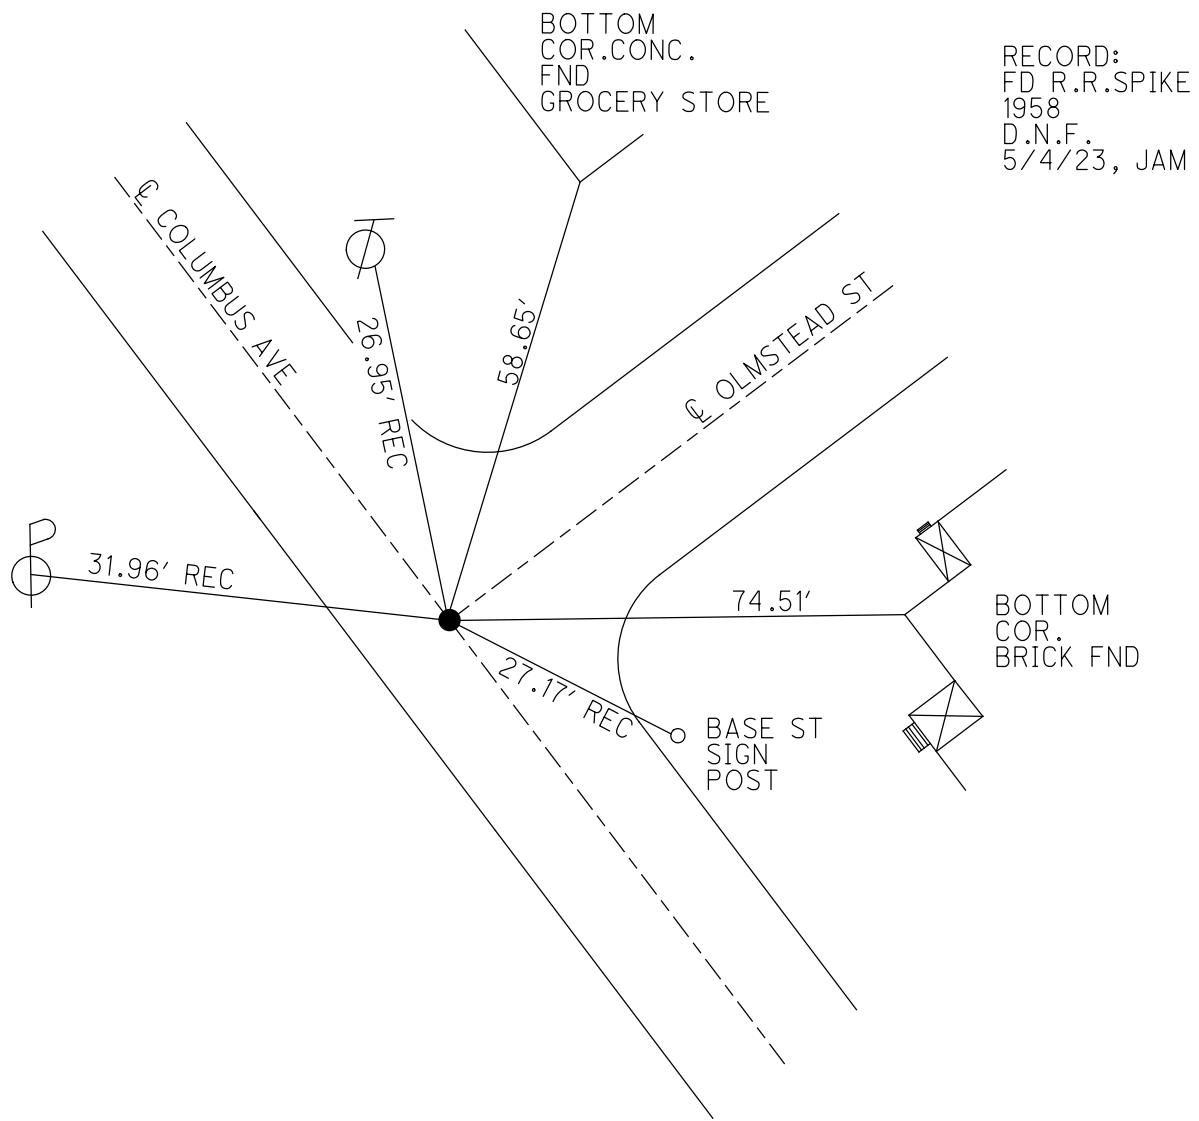 BOTTOM
COR.CONC.
FND
GROCERY STORE
RECORD:
FD R.R.SPIKE
1958
D.N.F.
5/4/23, JAM
℄ COLUMBUS AVE
26.95' REC
58.65'
℄ OLMSTEAD ST
31.96' REC
74.51'
BOTTOM
COR.
BRICK FND
27.17' REC
BASE ST
SIGN
POST